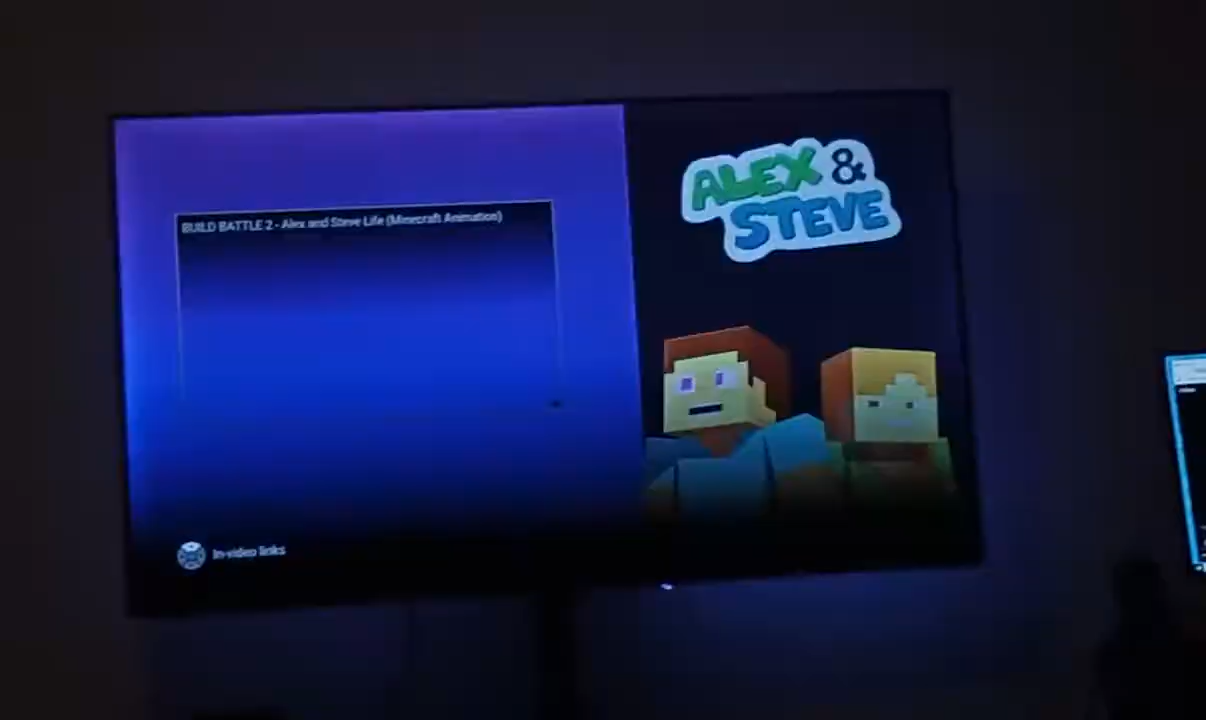 ALEX &
STEVE
BUILD BATTLE 2 - Alex and Steve Life (Minecraft Animation)
In-video links